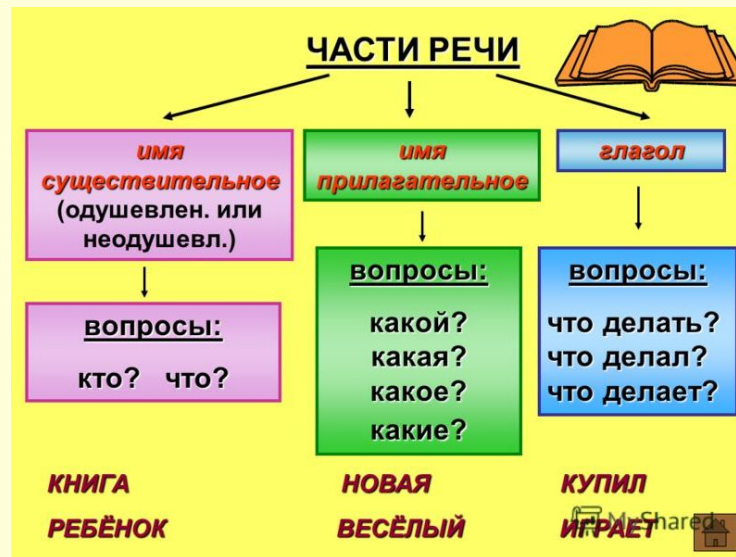 ЧАСТИ РЕЧИ
имя
существительное
(одушевлен. или
неодушевл.)
вопросы:
кто? что?
имя
прилагательное
вопросы:
какой?
какая?
какое?
какие?
глагол
вопросы:
что делать?
что делал?
что делает?
КНИГА НОВАЯ КУПИЛ
РЕБЁНОК ВЕСЁЛЫЙ ИГРАЕТ
MyShared